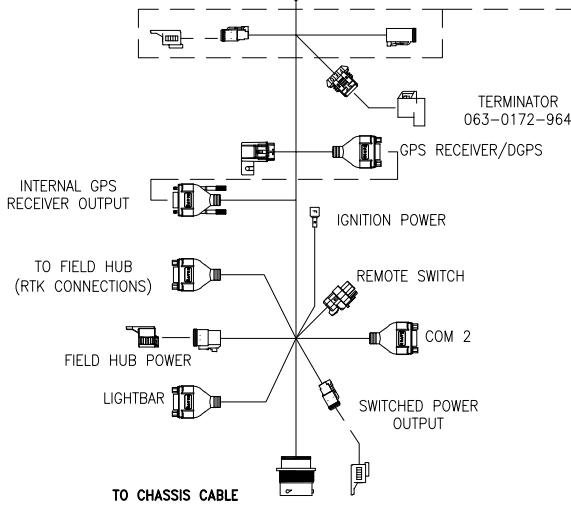 TERMINATOR
063-0172-964
GPS RECEIVER/DGPS
INTERNAL GPS
RECEIVER OUTPUT
IGNITION POWER
TO FIELD HUB
(RTK CONNECTIONS)
REMOTE SWITCH
COM 2
FIELD HUB POWER
LIGHTBAR
SWITCHED POWER
OUTPUT
TO CHASSIS CABLE